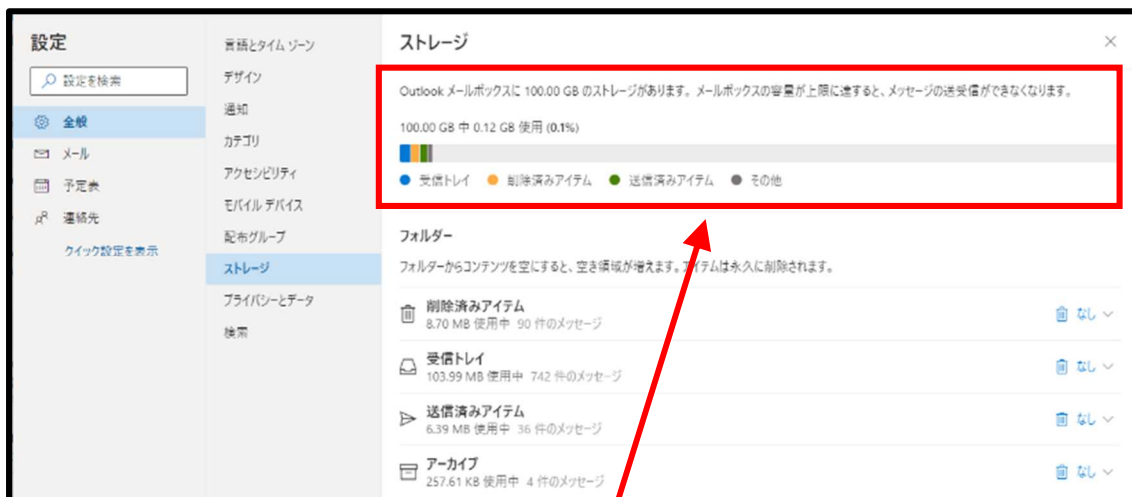 設定
設定を検索
全般
メール
予定表
連絡先
クイック設定を表示
言語とタイム ゾーン
デザイン
通知
カテゴリ
アクセシビリティ
モバイル デバイス
配布グループ
ストレージ
プライバシーとデータ
検索
ストレージ
Outlook メールボックスに 100.00 GB のストレージがあります。メールボックスの容量が上限に達すると、メッセージの送受信ができなくなります。
100.00 GB 中 0.12 GB 使用 (0.1%)
受信トレイ 削除済みアイテム 送信済みアイテム その他
フォルダー
フォルダーからコンテンツを空にすると、空き領域が増えます。アイテムは永久に削除されます。
削除済みアイテム
8.70 MB 使用中 90 件のメッセージ
なし
受信トレイ
103.99 MB 使用中 742 件のメッセージ
なし
送信済みアイテム
6.39 MB 使用中 36 件のメッセージ
なし
アーカイブ
257.61 KB 使用中 4 件のメッセージ
なし